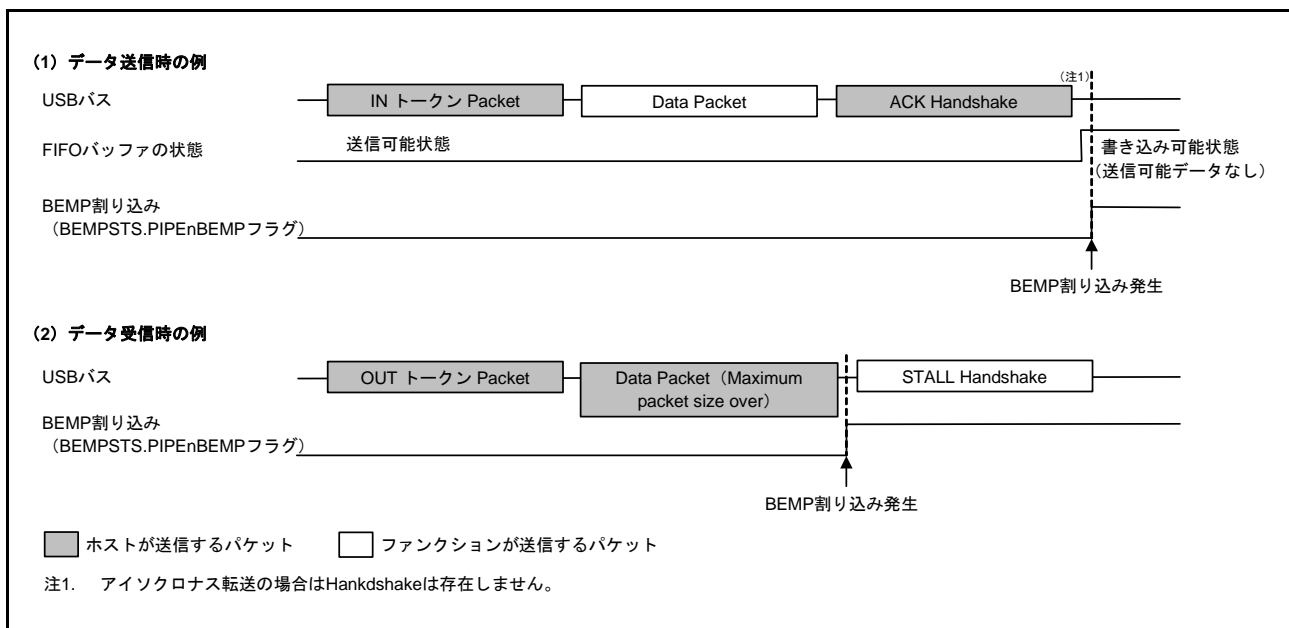 （1）データ送信時の例
（注1）
USBバス
IN トークン Packet
Data Packet
ACK Handshake
FIFOバッファの状態
送信可能状態
書き込み可能状態
（送信可能データなし）
BEMP割り込み
（BEMPSTS.PIPEnBEMPフラグ）
BEMP割り込み発生
（2）データ受信時の例
USBバス
OUT トークン Packet
Data Packet（Maximum
packet size over）
STALL Handshake
BEMP割り込み
（BEMPSTS.PIPEnBEMPフラグ）
BEMP割り込み発生
ホストが送信するパケット
ファンクションが送信するパケット
注1. アイソクロナス転送の場合はHankdshakeは存在しません。